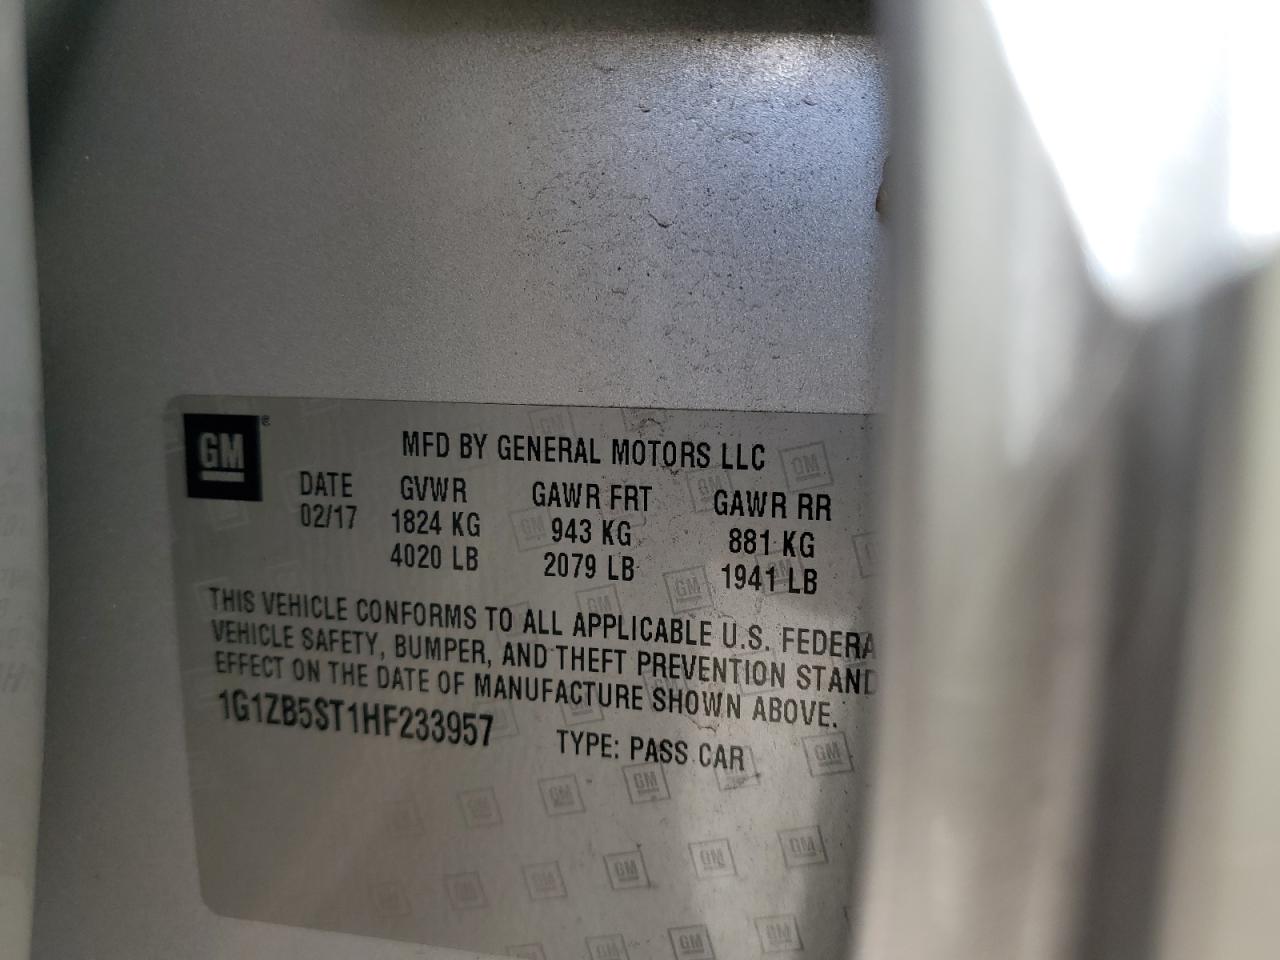 GM ®
MFD BY GENERAL MOTORS LLC
DATE GVWR GAWR FRT GAWR RR
02/17 1824 KG 943 KG 881 KG
4020 LB 2079 LB 1941 LB
THIS VEHICLE CONFORMS TO ALL APPLICABLE U.S. FEDERA
VEHICLE SAFETY, BUMPER, AND THEFT PREVENTION STAND
EFFECT ON THE DATE OF MANUFACTURE SHOWN ABOVE.
1G1ZB5ST1HF233957 TYPE: PASS CAR